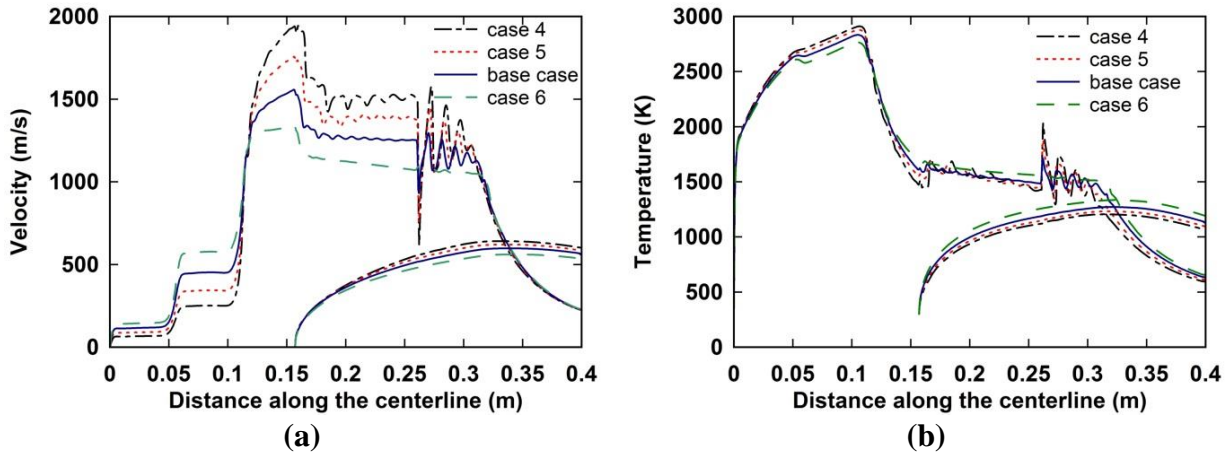 2000
1500
1000
500
0
Velocity (m/s)
case 4
case 5
base case
case 6
0 0.05 0.1 0.15 0.2 0.25 0.3 0.35 0.4
Distance along the centerline (m)
(a)
3000
2500
2000
1500
1000
500
0
Temperature (K)
case 4
case 5
base case
case 6
0 0.05 0.1 0.15 0.2 0.25 0.3 0.35 0.4
Distance along the centerline (m)
(b)